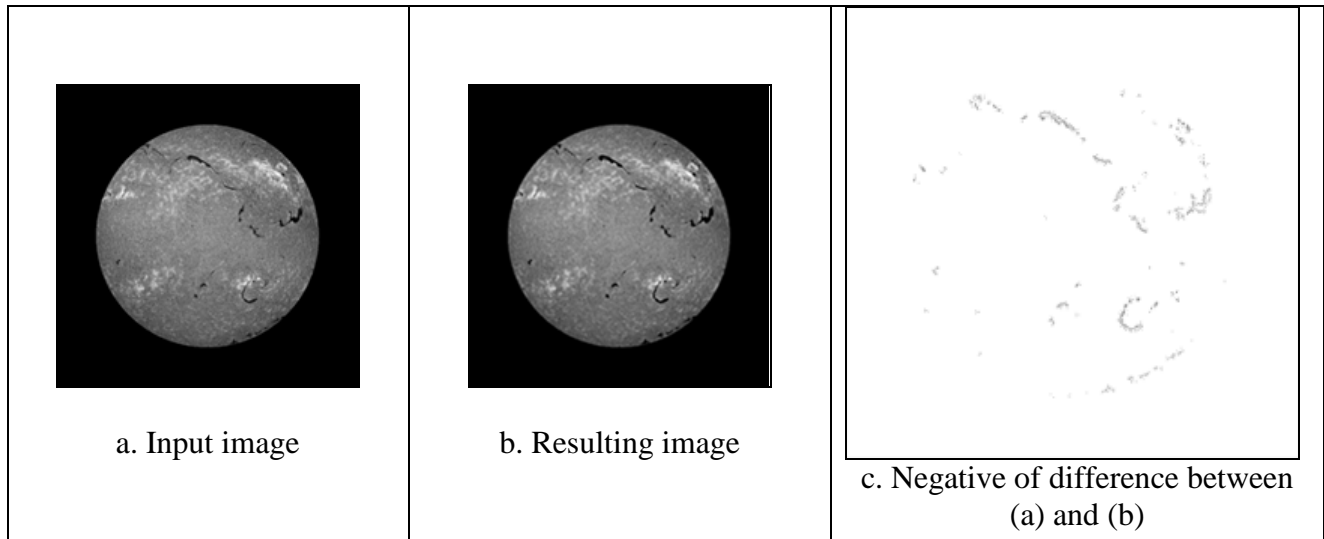 a. Input image
b. Resulting image
c. Negative of difference between
(a) and (b)